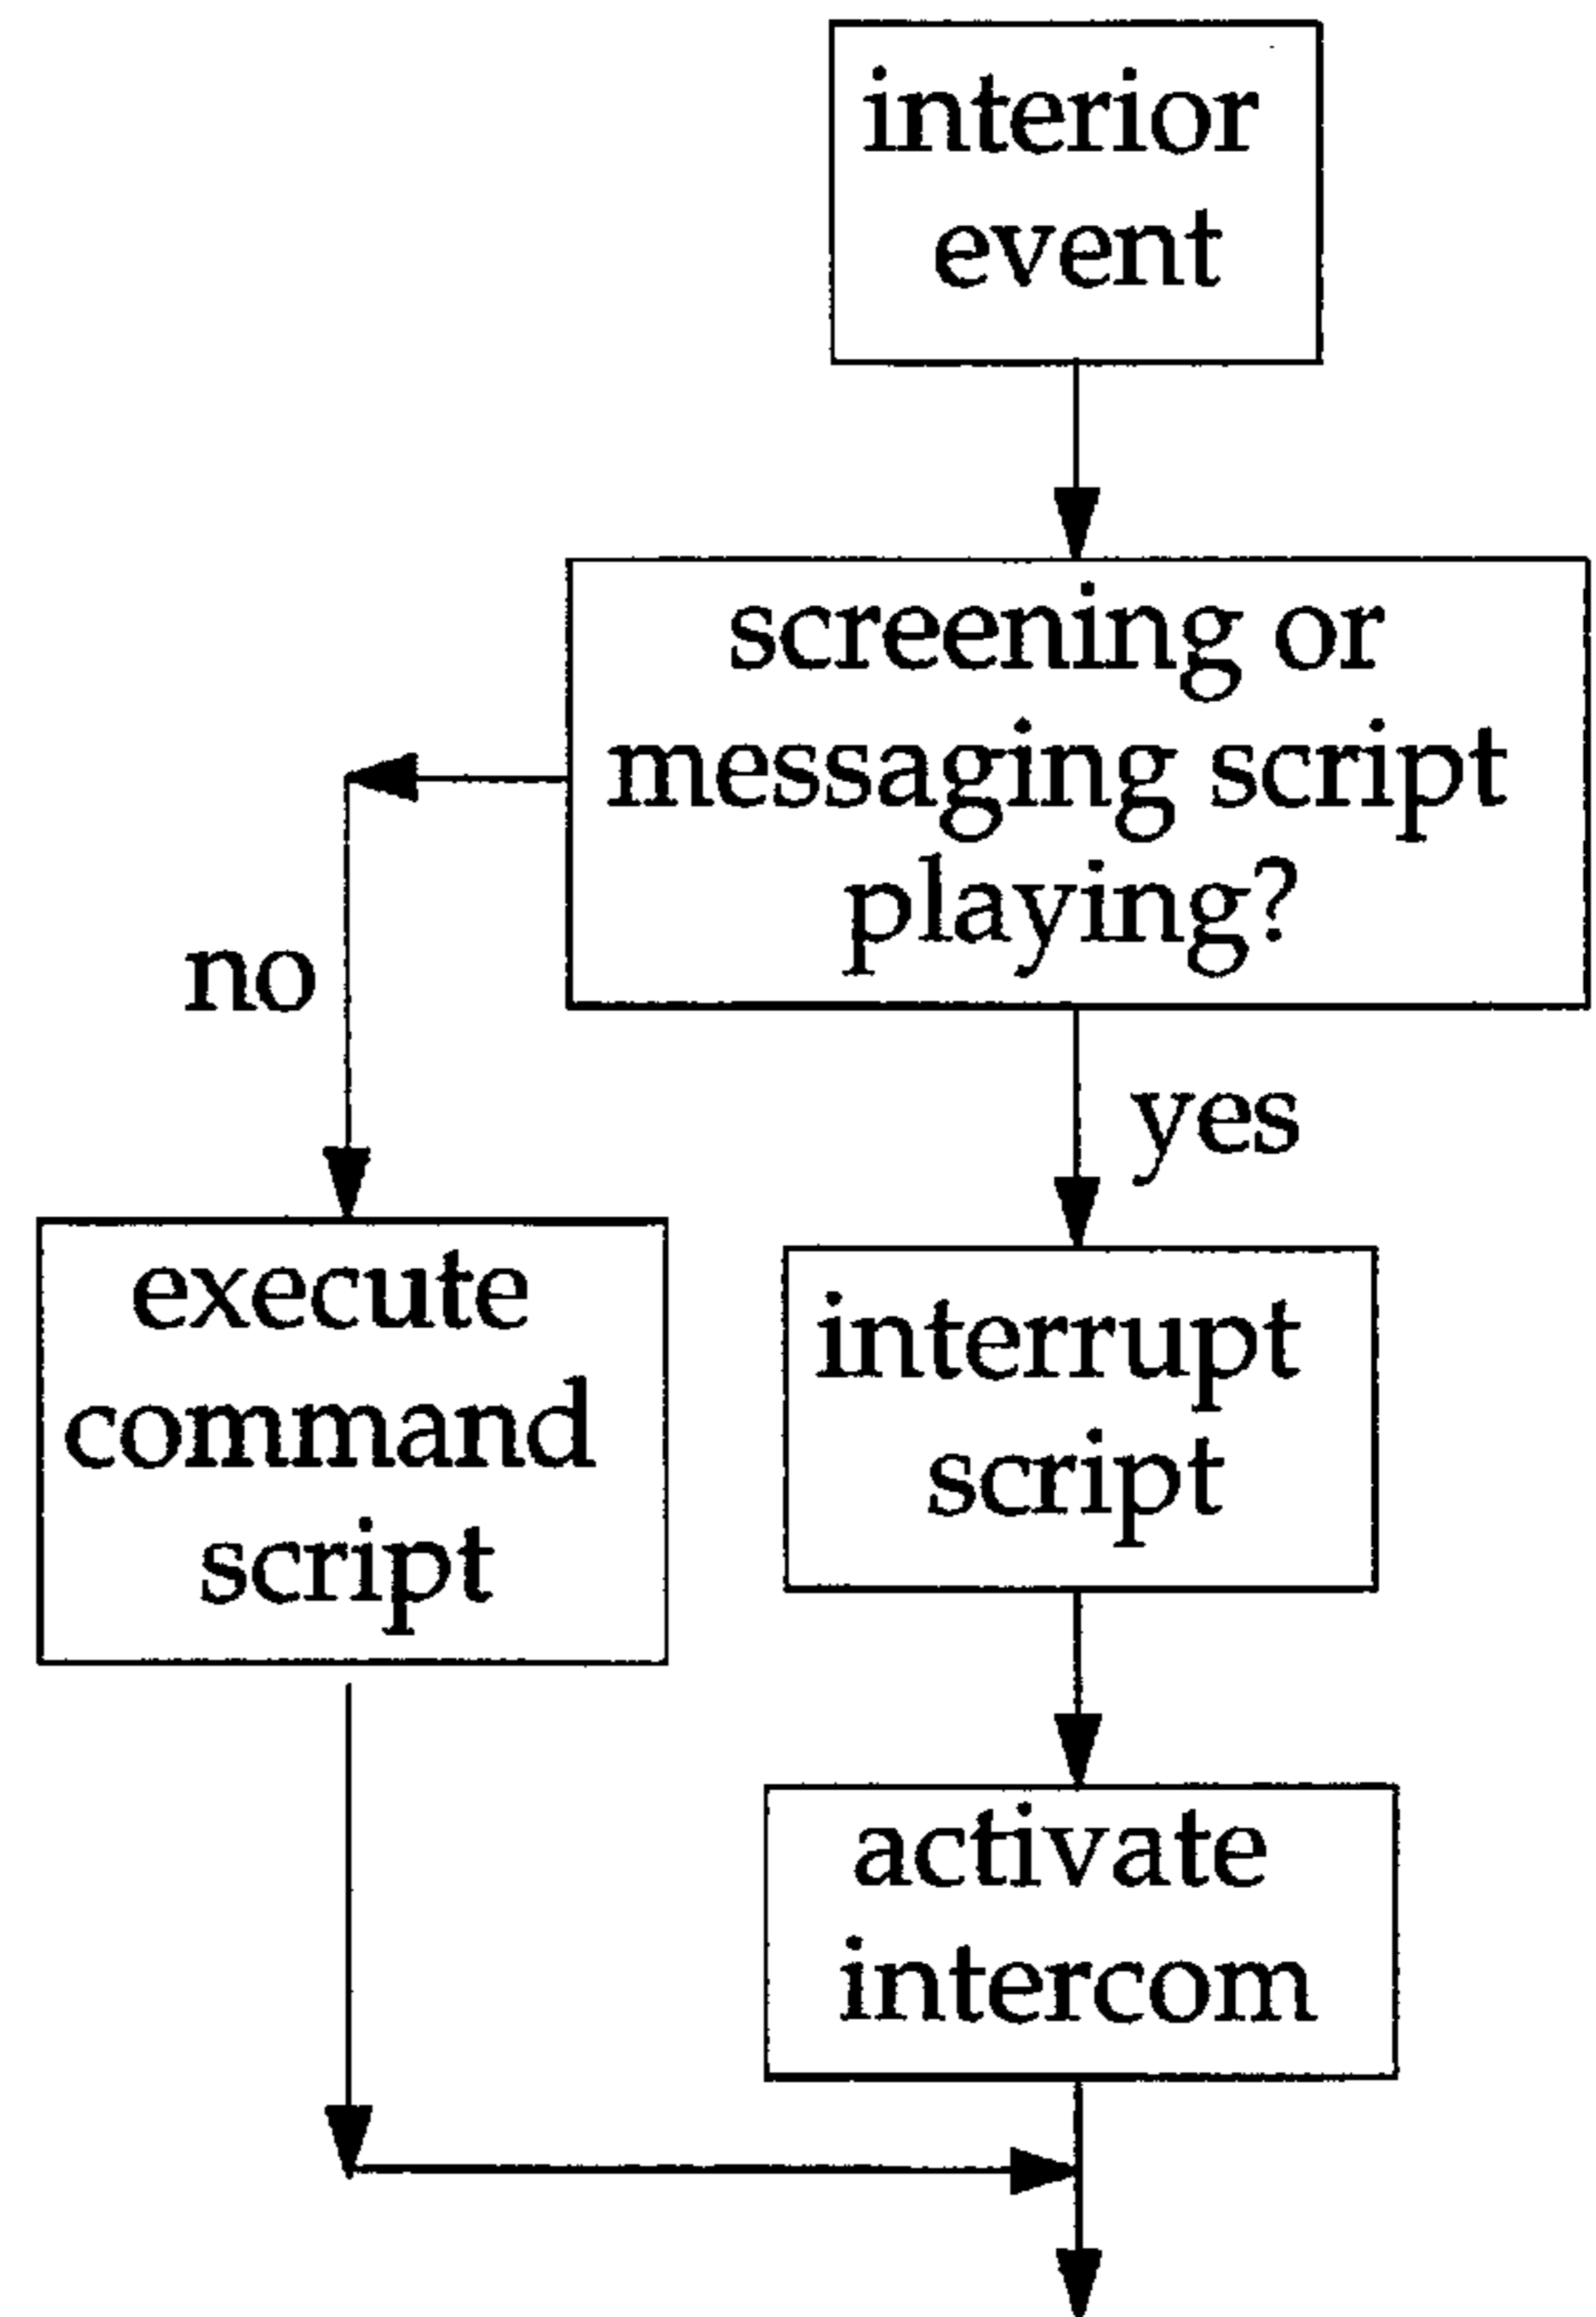 interior
event
screening or
messaging script
playing?
no
yes
execute
command
script
interrupt
script
activate
intercom